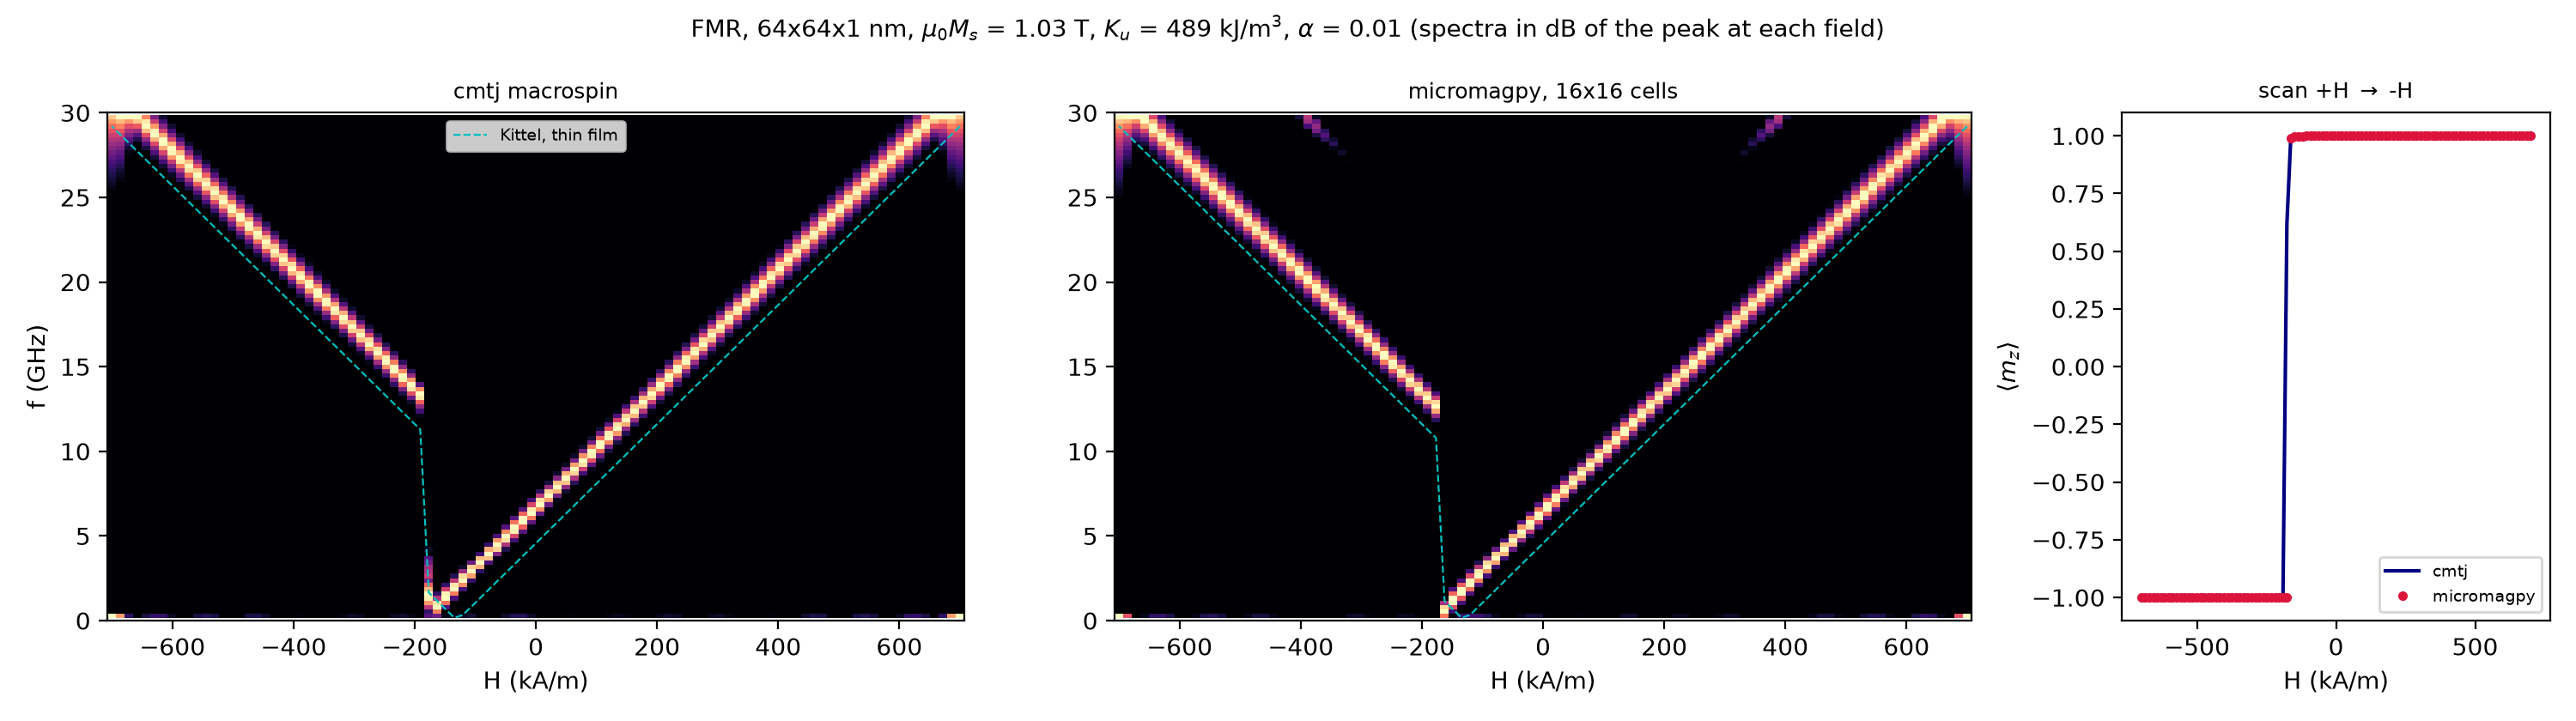 FMR, 64x64x1 nm, μ₀Mₛ = 1.03 T, Kᵤ = 489 kJ/m³, α = 0.01 (spectra in dB of the peak at each field)
cmtj macrospin
Kittel, thin film
30
25
20
15
10
5
0
f (GHz)
−600 −400 −200 0 200 400 600
H (kA/m)
micromagpy, 16x16 cells
30
25
20
15
10
5
0
−600 −400 −200 0 200 400 600
H (kA/m)
scan +H → -H
1.00
0.75
0.50
0.25
0.00
−0.25
−0.50
−0.75
−1.00
⟨m_z⟩
cmtj
micromagpy
−500 0 500
H (kA/m)